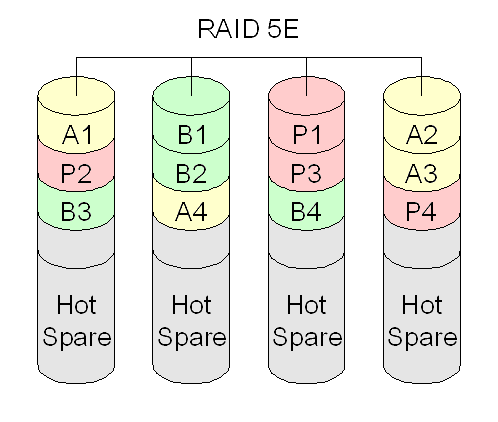 RAID 5E
A1 B1 P1 A2
P2 B2 P3 A3
B3 A4 B4 P4
Hot Hot Hot Hot
Spare Spare Spare Spare